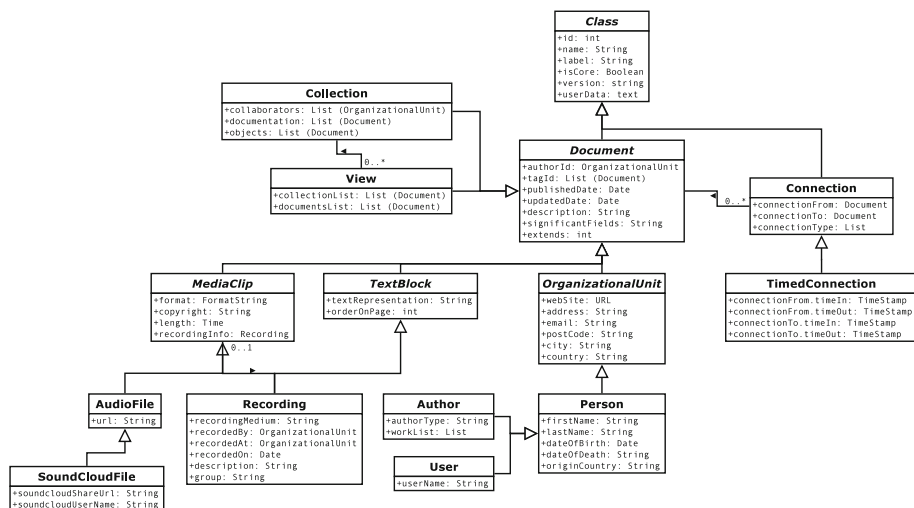 Class
+id: int
+name: String
+label: String
+isCore: Boolean
+version: string
+userData: text
Collection
+collaborators: List (OrganizationalUnit)
+documentation: List (Document)
+objects: List (Document)
0..*
View
+collectionList: List (Document)
+documentsList: List (Document)
Document
+authorId: OrganizationalUnit
+tagId: List (Document)
+publishedDate: Date
+updatedDate: Date
+description: String
+significantFields: String
+extends: int
0..*
Connection
+connectionFrom: Document
+connectionTo: Document
+connectionType: List
MediaClip
+format: FormatString
+copyright: String
+length: Time
+recordingInfo: Recording
0..1
TextBlock
+textRepresentation: String
+orderOnPage: int
OrganizationalUnit
+webSite: URL
+address: String
+email: String
+postCode: String
+city: String
+country: String
TimedConnection
+connectionFrom.timeIn: TimeStamp
+connectionFrom.timeOut: TimeStamp
+connectionTo.timeIn: TimeStamp
+connectionTo.timeOut: TimeStamp
AudioFile
+url: String
Recording
+recordingMedium: String
+recordedBy: OrganizationalUnit
+recordedAt: OrganizationalUnit
+recordedOn: Date
+description: String
+group: String
Author
+authorType: String
+workList: List
Person
+firstName: String
+lastName: String
+dateOfBirth: Date
+dateOfDeath: String
+originCountry: String
User
+userName: String
SoundCloudFile
+soundcloudShareUrl: String
+soundcloudUserName: String